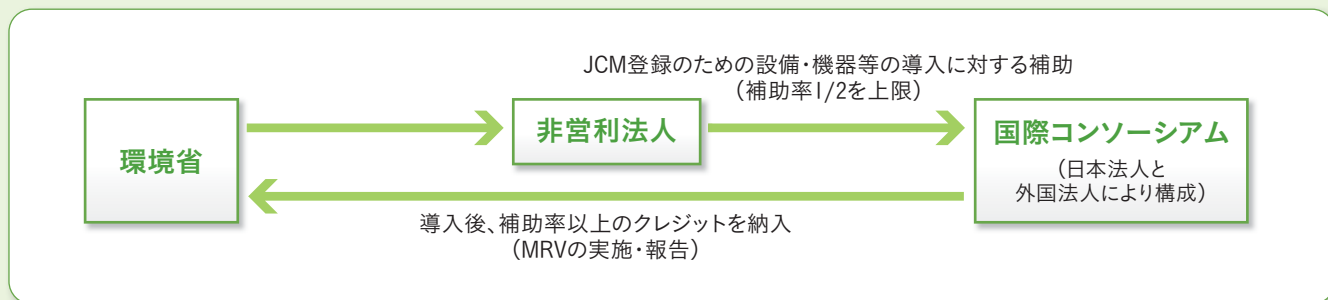 JCM登録のための設備・機器等の導入に対する補助
（補助率1/2を上限）
環境省
非営利法人
国際コンソーシアム
（日本法人と
外国法人により構成）
導入後、補助率以上のクレジットを納入
（MRVの実施・報告）